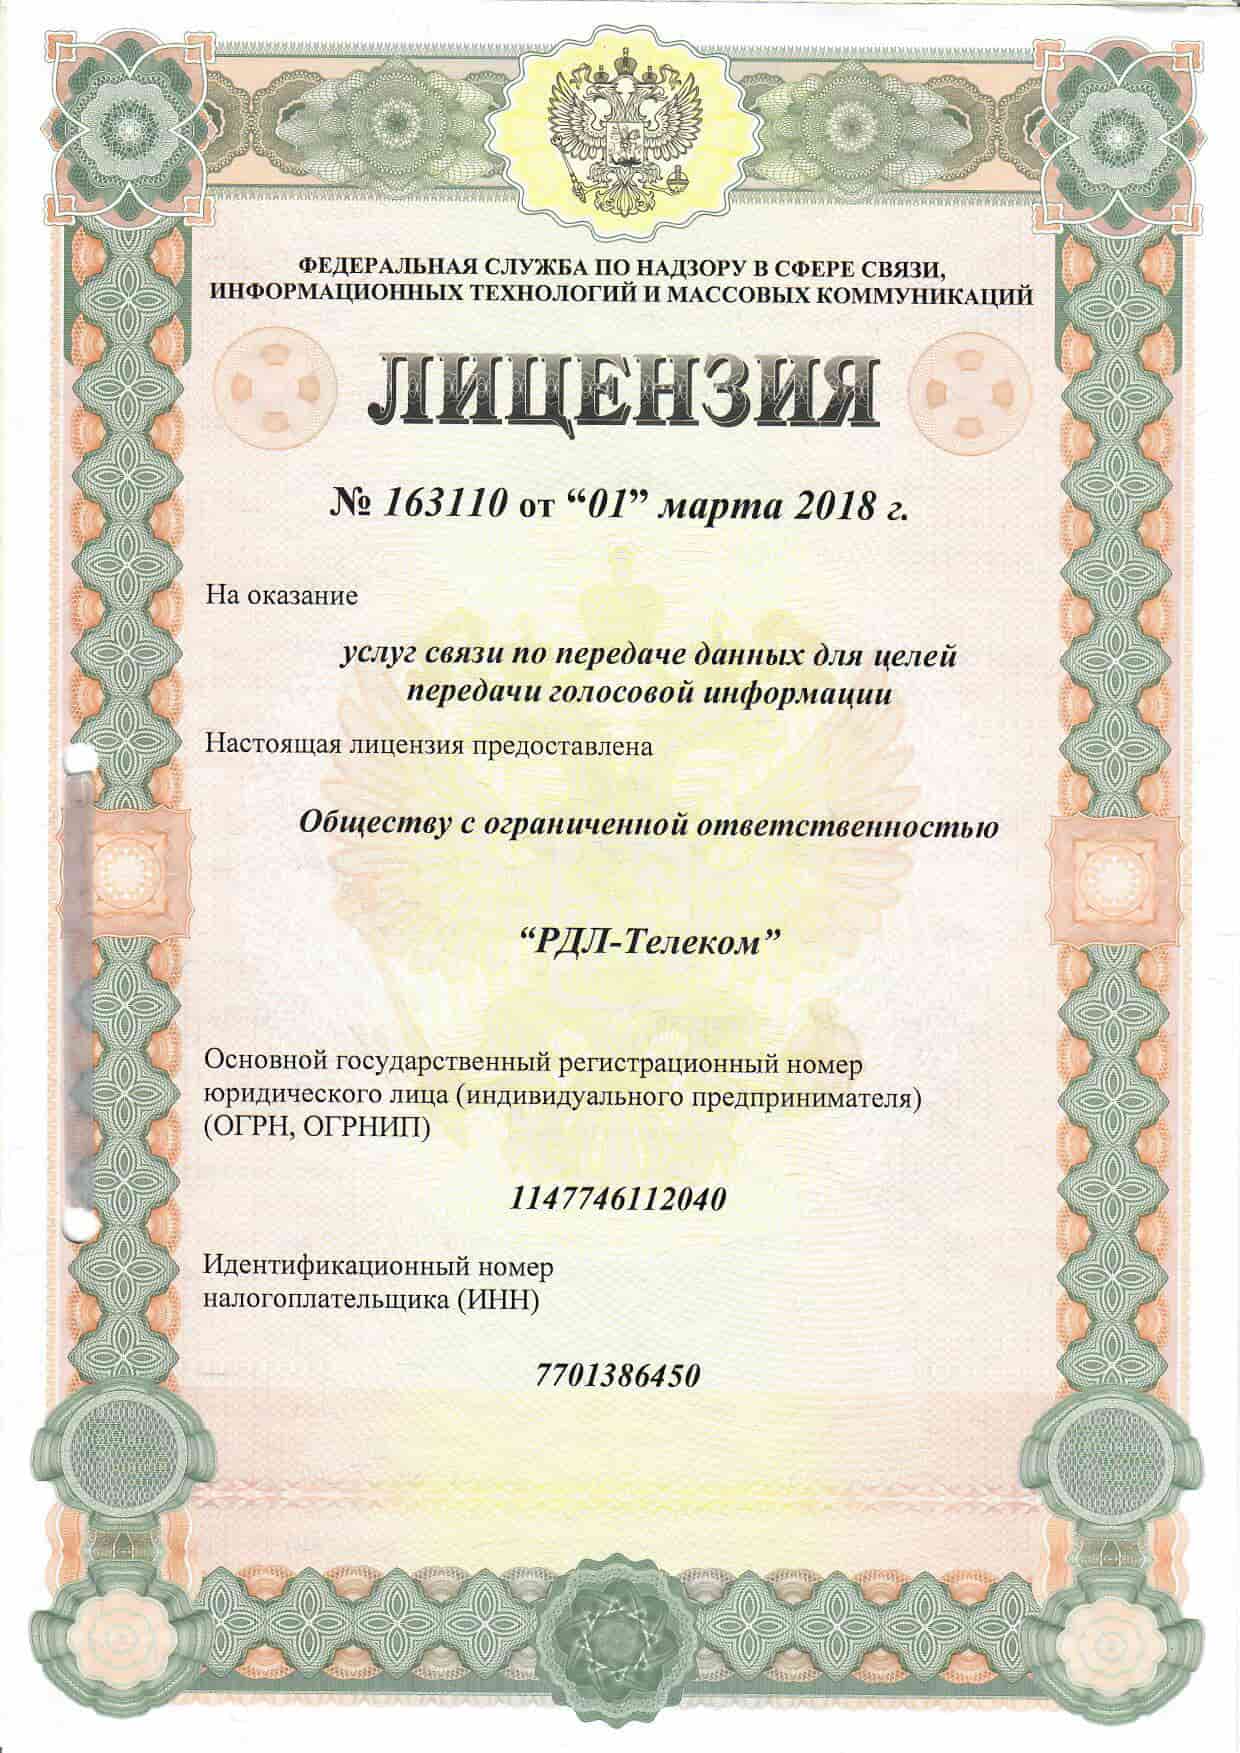 ФЕДЕРАЛЬНАЯ СЛУЖБА ПО НАДЗОРУ В СФЕРЕ СВЯЗИ,
ИНФОРМАЦИОННЫХ ТЕХНОЛОГИЙ И МАССОВЫХ КОММУНИКАЦИЙ
ЛИЦЕНЗИЯ
№ 163110 от “01” марта 2018 г.
На оказание
услуг связи по передаче данных для целей
передачи голосовой информации
Настоящая лицензия предоставлена
Обществу с ограниченной ответственностью
“РДЛ-Телеком”
Основной государственный регистрационный номер
юридического лица (индивидуального предпринимателя)
(ОГРН, ОГРНИП)
1147746112040
Идентификационный номер
налогоплательщика (ИНН)
7701386450